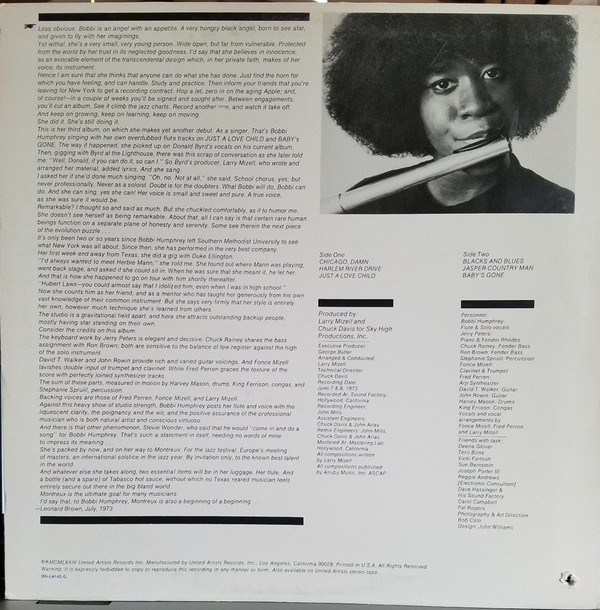 Less obvious: Bobbi is an angel with an appetite. A very hungry black angel, born to see afar,
and given to fly with her imaginings.
Yet withal, she's a very small, very young person. Wide open, but far from vulnerable. Protected
from the world by her trust in its neglected goodness. I'd say that she believes in innocence,
as an evocable element of the transcendental design which, in her private faith, makes of her
voice, its instrument.
Hence I am sure that she thinks that anyone can do what she has done. Just find the horn for
which you have feeling, and can handle. Study and practice. Then inform your friends that you're
leaving for New York to get a recording contract. Hop a jet, zero in on the aging Apple; and,
of course!—in a couple of weeks you'll be signed and sought after. Between engagements,
you'll cut an album. See it climb the jazz charts. Record another one, and watch it take off.
And keep on growing, keep on learning, keep on moving.
She did it. She's still doing it.
This is her third album, on which she makes yet another debut. As a singer. That's Bobbi
Humphrey singing with her own overdubbed flute tracks on JUST A LOVE CHILD and BABY'S
GONE. The way it happened, she picked up on Donald Byrd's vocals on his current album.
Then, gigging with Byrd at the Lighthouse, there was this scrap of conversation as she later told
me: "Well, Donald, if you can do it, so can I." So Byrd's producer, Larry Mizell, who wrote and
arranged her material, added lyrics. And she sang.
I asked her if she'd done much singing. "Oh, no. Not at all," she said. School chorus, yes; but
never professionally. Never as a soloist. Doubt is for the doubters. What Bobbi will do, Bobbi can
do. And she can sing, yes she can! Her voice is small and sweet and pure. A true voice,
as she was sure it would be.
Remarkable? I thought so and said as much. But she chuckled comfortably, as if to humor me.
She doesn't see herself as being remarkable. About that, all I can say is that certain rare human
beings function on a separate plane of honesty and serenity. Some see therein the next piece
of the evolution puzzle . . .
It's only been two or so years since Bobbi Humphrey left Southern Methodist University to see
what New York was all about. Since then, she has performed in the very best company.
Her first week end away from Texas, she did a gig with Duke Ellington.
"I'd always wanted to meet Herbie Mann," she told me. She found out where Mann was playing,
went back stage, and asked if she could sit in. When he was sure that she meant it, he let her.
And that is how she happened to go on tour with him shortly thereafter.
"Hubert Laws—you could almost say that I idolized him, even when I was in high school."
Now she counts him as her friend, and as a mentor who has taught her generously from his own
vast knowledge of their common instrument. But she says very firmly that her style is entirely
her own, however much technique she's learned from others.
The studio is a gravitational field apart, and here she attracts outstanding backup people,
mostly having star standing on their own.
Consider the credits on this album.
The keyboard work by Jerry Peters is elegant and decisive. Chuck Rainey shares the bass
assignment with Ron Brown; both are sensitive to the balance of low register against the high
of the solo instrument.
David T. Walker and John Rowin provide rich and varied guitar voicings. And Fonce Mizell
lavishes double input of trumpet and clavinet. While Fred Perren graces the texture of the
score with perfectly joined synthesizer tracks.
The sum of these parts, measured in motion by Harvey Mason, drums, King Errison, congas, and
Stephanie Spruill, percussion.
Backing voices are those of Fred Perren, Fonce Mizell, and Larry Mizell.
Against this heavy show of studio strength, Bobbi Humphrey posts her flute and voice with the
liquescent clarity, the poignancy and the wit, and the positive assurance of the professional
musician who is both natural artist and conscious virtuoso.
And there is that other phenomenon, Stevie Wonder, who said that he would "come in and do a
song" for Bobbi Humphrey. That's such a statement in itself, needing no words of mine
to impress its meaning . . .
She's packed by now, and on her way to Montreux. For the jazz festival. Europe's meeting
of masters, an international solstice in the jazz year. By invitation only, to the known best talent
in the world.
And whatever else she takes along, two essential items will be in her luggage: Her flute. And
a bottle (and a spare) of Tabasco hot sauce, without which no Texas reared musician feels
entirely secure out there in the big bland world.
Montreux is the ultimate goal for many musicians.
I'd say that, to Bobbi Humphrey, Montreux is also a beginning of a beginning . . .
—Leonard Brown, July, 1973
Side One
CHICAGO, DAMN
HARLEM RIVER DRIVE
JUST A LOVE CHILD
Side Two
BLACKS AND BLUES
JASPER COUNTRY MAN
BABY'S GONE
Produced by
Larry Mizell and
Chuck Davis for Sky High
Productions, Inc.
Executive Producer:
George Butler
Arranged & Conducted:
Larry Mizell
Technical Director:
Chuck Davis
Recording Date:
June 7 & 8, 1973
Recorded At: Sound Factory,
Hollywood, California
Recording Engineer:
John Mills
Assistant Engineers:
Chuck Davis & John Arias
Remix Engineers: John Mills,
Chuck Davis & John Arias
Mastered At: Mastering Lab,
Hollywood, California
All compositions written
by Larry Mizell
All compositions published
by Alruby Music, Inc. ASCAP
Personnel:
Bobbi Humphrey:
Flute & Solo vocals
Jerry Peters:
Piano & Fender Rhodes
Chuck Rainey: Fender Bass
Ron Brown: Fender Bass
Stephanie Spruill: Percussion
Fonce Mizell:
Clavinet & Trumpet
Fred Perren:
Arp Synthesizer
David T. Walker: Guitar
John Rowin: Guitar
Harvey Mason: Drums
King Errison: Congas
Vocals and vocal
arrangements by
Fonce Mizell, Fred Perren
and Larry Mizell
Friends with task:
Deena Glover
Terri Birns
Vicki Fortson
Sue Bernstein
Joseph Porter III
Reggie Andrews
[Electronic Consultant]
Dave Hassinger &
His Sound Factory
Carol Campbell
Pat Rogers
Photography & Art Direction:
Bob Cato
Design: John Williams
©℗ MCMLXXIV United Artists Records Inc. Manufactured by United Artists Records, Inc., Los Angeles, California 90028. Printed in U.S.A. All Rights Reserved.
Warning: It is expressly forbidden to copy or reproduce this recording in any manner or form. Also available on United Artists stereo-tape.
BN-LA142-G